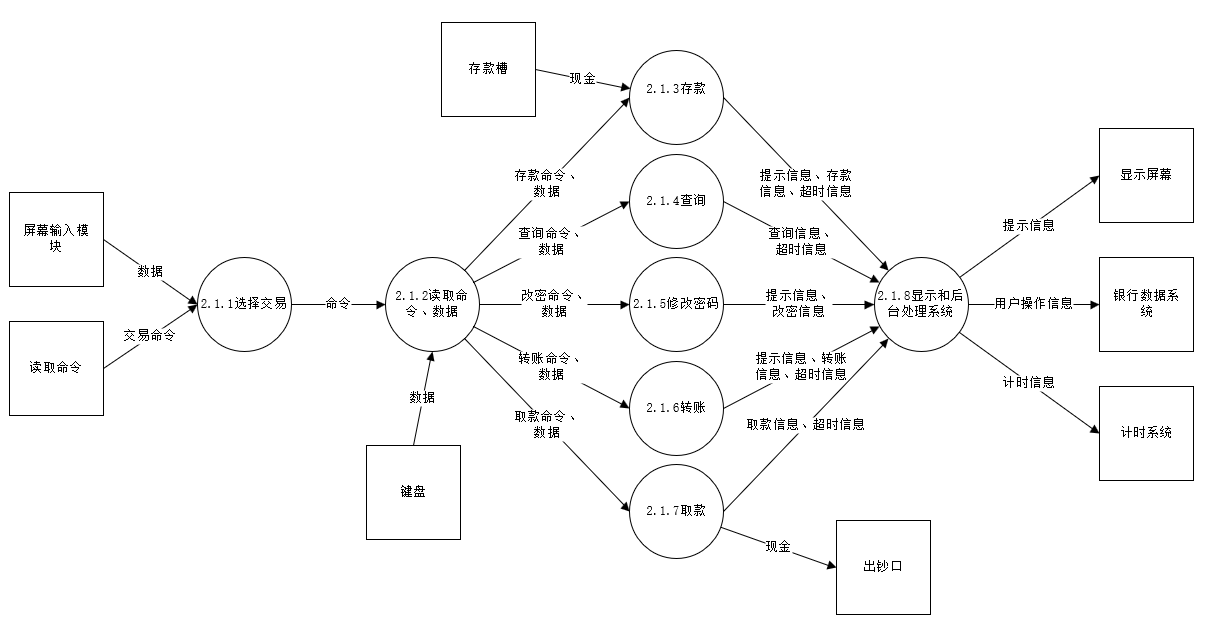 存款槽
现金
2.1.3存款
存款命令、
数据
提示信息、存款
信息、超时信息
显示屏幕
屏幕输入模
块
2.1.4查询
查询命令、
数据
查询信息、
超时信息
提示信息
数据
2.1.1选择交易
命令
2.1.2读取命
令、数据
改密命令、
数据
2.1.5修改密码
提示信息、
改密信息
2.1.8显示和后
台处理系统
用户操作信息
银行数据系
统
交易命令
读取命令
转账命令、
数据
2.1.6转账
提示信息、转账
信息、超时信息
计时信息
计时系统
数据
键盘
取款命令、
数据
取款信息、超时信息
2.1.7取款
现金
出钞口